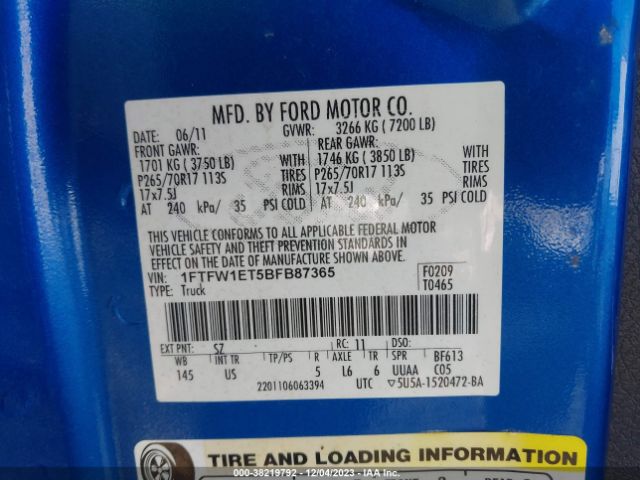 MFD. BY FORD MOTOR CO.
DATE: 06/11 GVWR: 3266 KG ( 7200 LB)
FRONT GAWR: REAR GAWR:
1701 KG ( 3750 LB) WITH 1746 KG ( 3850 LB) WITH
P265/70R17 113S TIRES P265/70R17 113S TIRES
17x7.5J RIMS 17x7.5J RIMS
AT 240 kPa/ 35 PSI COLD AT 240 kPa/ 35 PSI COLD
THIS VEHICLE CONFORMS TO ALL APPLICABLE FEDERAL MOTOR
VEHICLE SAFETY AND THEFT PREVENTION STANDARDS IN
EFFECT ON THE DATE OF MANUFACTURE SHOWN ABOVE.
VIN: 1FTFW1ET5BFB87365 F0209
TYPE: Truck T0465
EXT PNT: SZ RC: 11 DSO:
WB INT TR TP/PS R AXLE TR SPR BF613
145 US 5 L6 6 UUAA C05
2201106063394 UTC ▽5U5A-1520472-BA
TIRE AND LOADING INFORMATION
Stock No: 38219792 - 12/04/2023 - IAA Inc.